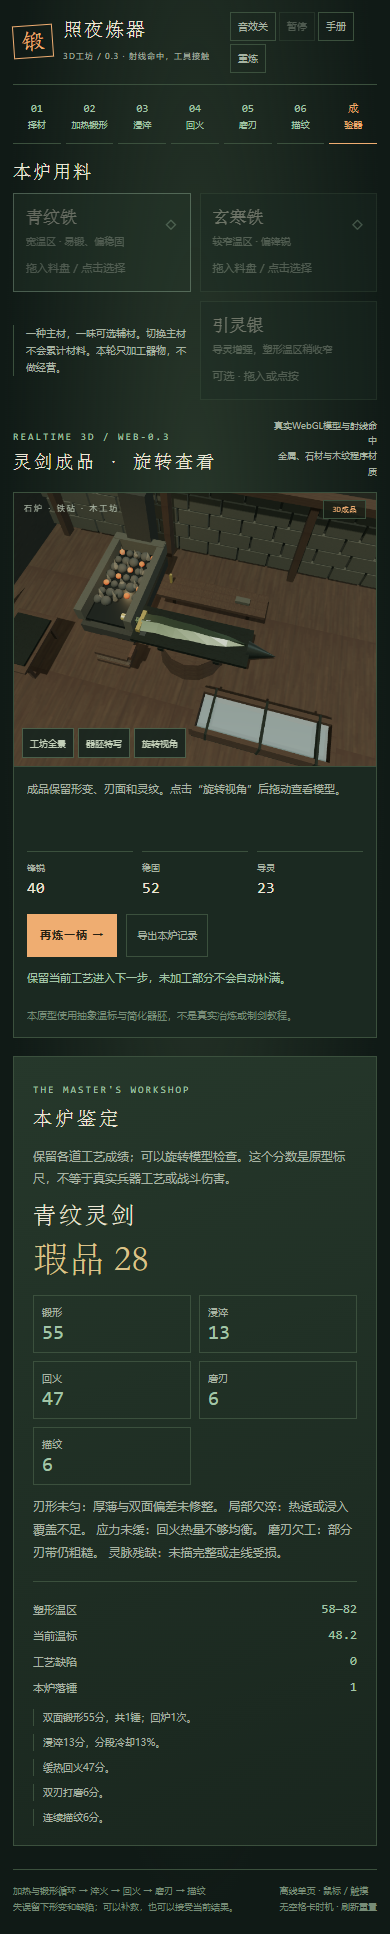 锻
照夜炼器
3D工坊 / 0.3 · 射线命中，工具接触
音效关
暂停
手册
重炼
01
择材
02
加热锻形
03
浸淬
04
回火
05
磨刃
06
描纹
成
验器
本炉用料
青纹铁
宽温区 · 易锻、偏稳固
拖入料盘 / 点击选择
玄寒铁
较窄温区 · 偏锋锐
拖入料盘 / 点击选择
一种主材，一味可选辅材。切换主材
不会累计材料。本轮只加工器物，不
做经营。
引灵银
导灵增强，塑形温区稍收窄
可选 · 拖入或点按
REALTIME 3D / WEB-0.3
灵剑成品 · 旋转查看
真实WebGL模型与射线命
中
金属、石材与木纹程序材
质
石炉 · 铁砧 · 木工坊
3D成品
工坊全景
器胚特写
旋转视角
成品保留形变、刃面和灵纹。点击“旋转视角”后拖动查看模型。
锋锐
40
稳固
52
导灵
23
再炼一柄 →
导出本炉记录
保留当前工艺进入下一步，未加工部分不会自动补满。
本原型使用抽象温标与简化器胚，不是真实冶炼或制剑教程。
THE MASTER'S WORKSHOP
本炉鉴定
保留各道工艺成绩；可以旋转模型检查。这个分数是原型标
尺，不等于真实兵器工艺或战斗伤害。
青纹灵剑
瑕品 28
锻形
55
浸淬
13
回火
47
磨刃
6
描纹
6
刃形未匀：厚薄与双面偏差未修整。 局部欠淬：热透或浸入
覆盖不足。 应力未缓：回火热量不够均衡。 磨刃欠工：部分
刃带仍粗糙。 灵脉残缺：未描完整或走线受损。
塑形温区
58—82
当前温标
48.2
工艺缺陷
0
本炉落锤
1
双面锻形55分，共1锤；回炉1次。
浸淬13分，分段冷却13%。
缓热回火47分。
双刃打磨6分。
连续描纹6分。
加热与锻形循环 → 淬火 → 回火 → 磨刃 → 描纹
失误留下形变和缺陷；可以补救，也可以接受当前结果。
离线单页 · 鼠标 / 触摸
无空格卡时机 · 刷新重置